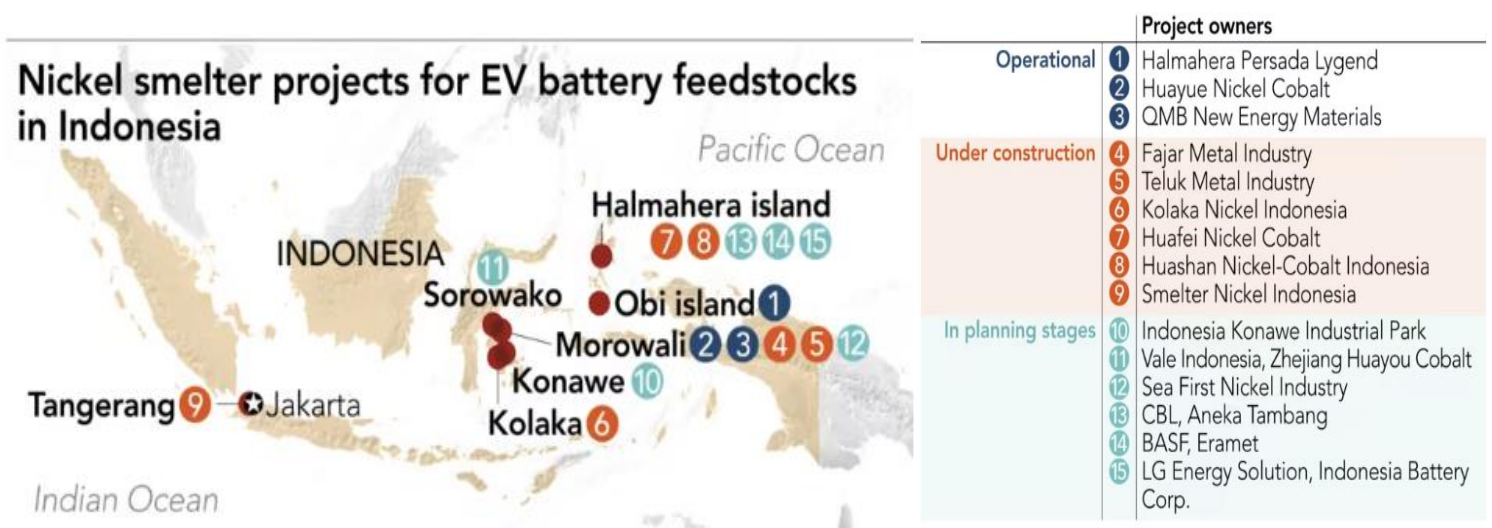 Nickel smelter projects for EV battery feedstocks
in Indonesia
Pacific Ocean
Halmahera island
7 8 13 14 15
INDONESIA
11
Sorowako
Obi island 1
Morowali 2 3 4 5 12
Konawe 10
Tangerang 9
Jakarta
Kolaka 6
Indian Ocean
Project owners
Operational 1 Halmahera Persada Lygend
2 Huayue Nickel Cobalt
3 QMB New Energy Materials
Under construction 4 Fajar Metal Industry
5 Teluk Metal Industry
6 Kolaka Nickel Indonesia
7 Huafei Nickel Cobalt
8 Huashan Nickel-Cobalt Indonesia
9 Smelter Nickel Indonesia
In planning stages 10 Indonesia Konawe Industrial Park
11 Vale Indonesia, Zhejiang Huayou Cobalt
12 Sea First Nickel Industry
13 CBL, Aneka Tambang
14 BASF, Eramet
15 LG Energy Solution, Indonesia Battery
Corp.